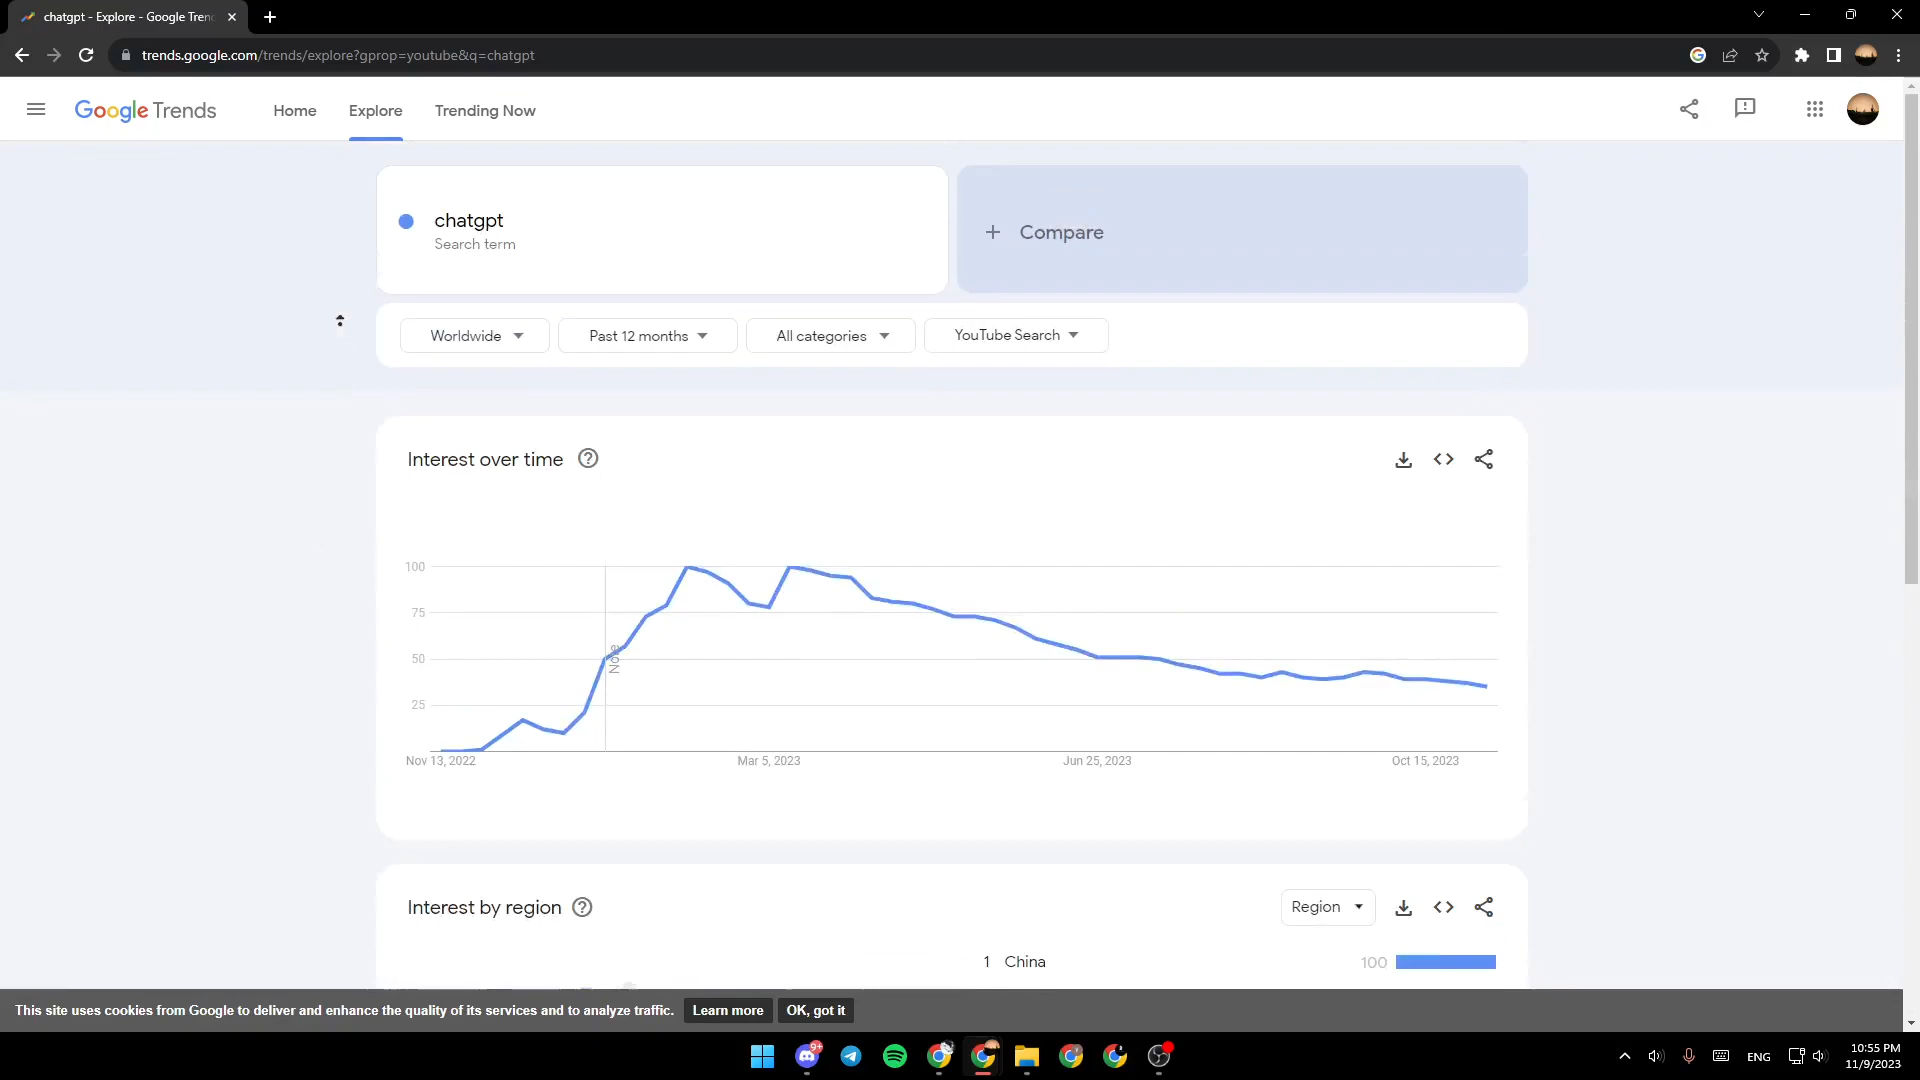 chatgpt - Explore - Google Tren
trends.google.com/trends/explore?gprop=youtube&q=chatgpt
Google Trends
Home
Explore
Trending Now
chatgpt
Search term
+ Compare
Worldwide
Past 12 months
All categories
YouTube Search
Interest over time
100
75
50
25
Note
Nov 13, 2022
Mar 5, 2023
Jun 25, 2023
Oct 15, 2023
Interest by region
Region
1 China
100
This site uses cookies from Google to deliver and enhance the quality of its services and to analyze traffic.
Learn more
OK, got it
9+
ENG
10:55 PM
11/9/2023